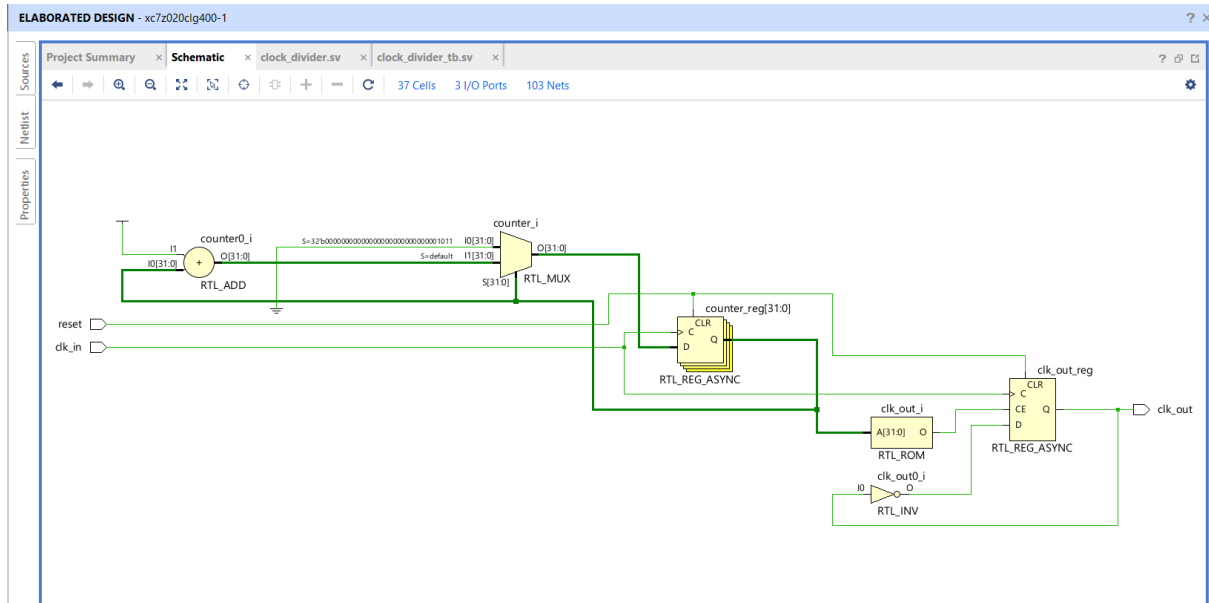 ELABORATED DESIGN - xc7z020clg400-1
Sources
Netlist
Properties
Project Summary
Schematic
clock_divider.sv
clock_divider_tb.sv
37 Cells
3 I/O Ports
103 Nets
counter_i
counter0_i
S=32'b00000000000000000000000000001011
I0[31:0]
O[31:0]
I1
O[31:0]
S=default
I1[31:0]
I0[31:0]
+
S[31:0]
RTL_MUX
RTL_ADD
counter_reg[31:0]
reset
CLR
C
Q
D
clk_in
RTL_REG_ASYNC
clk_out_reg
CLR
C
CE
Q
D
clk_out
RTL_REG_ASYNC
clk_out_i
A[31:0]
O
RTL_ROM
clk_out0_i
I0
O
RTL_INV